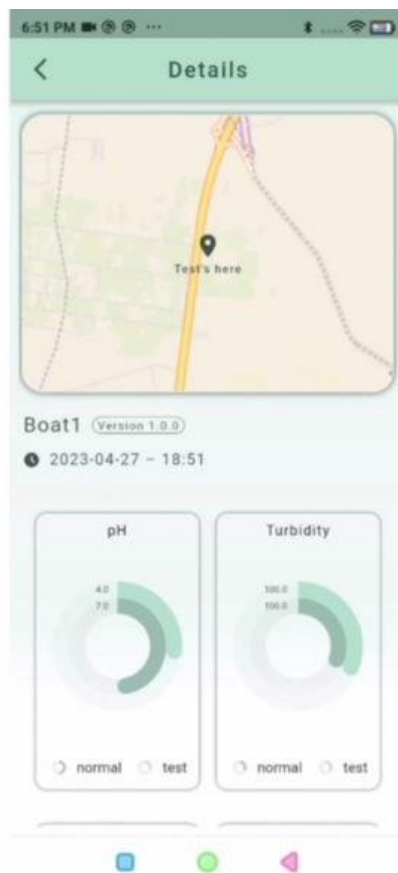 6:51 PM
Details
Test's here
Boat1 Version 1.0.0
2023-04-27 – 18:51
pH Turbidity
4.0 100.0
7.0 100.0
normal test normal test